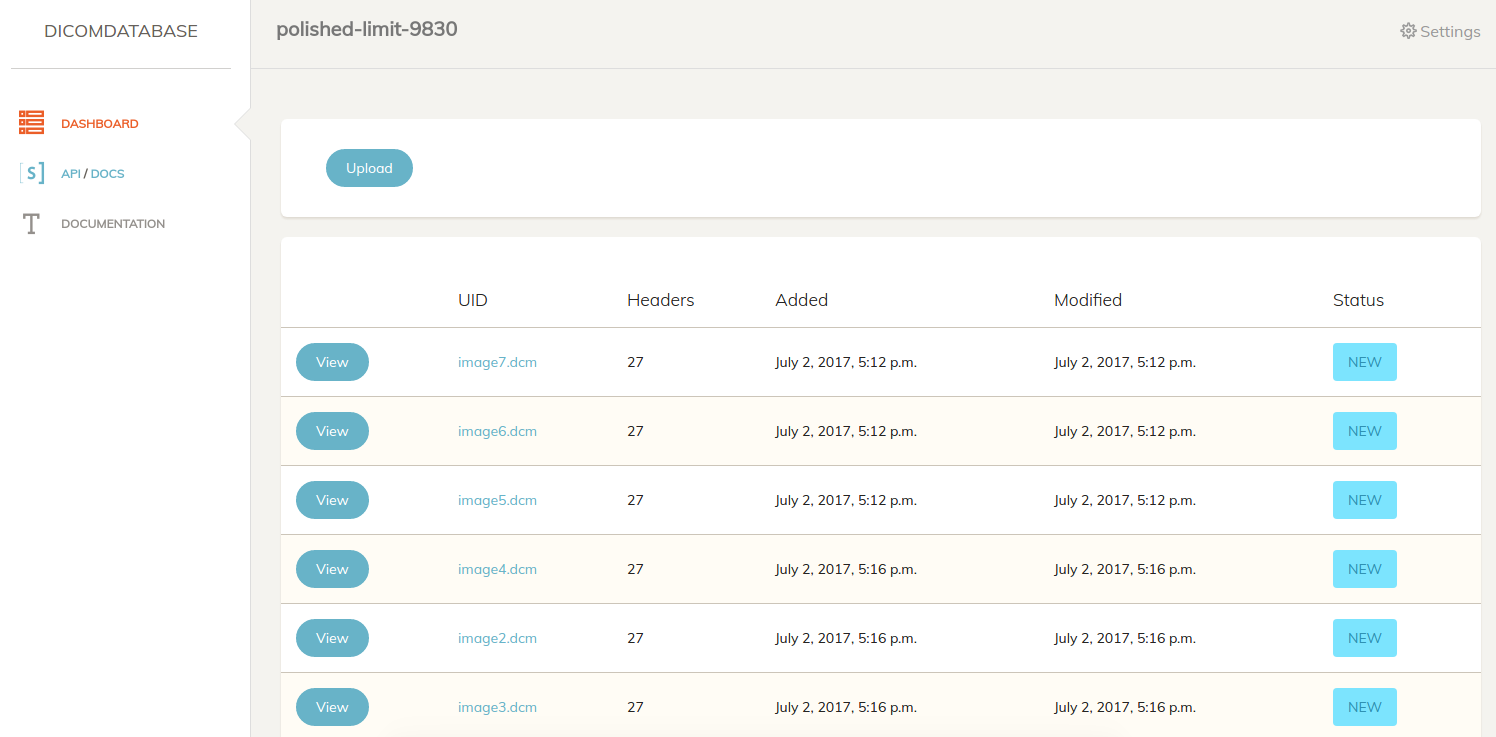 DICOMDATABASE
polished-limit-9830
Settings
DASHBOARD
[S] API / DOCS
T DOCUMENTATION
Upload
UID Headers Added Modified Status
View image7.dcm 27 July 2, 2017, 5:12 p.m. July 2, 2017, 5:12 p.m. NEW
View image6.dcm 27 July 2, 2017, 5:12 p.m. July 2, 2017, 5:12 p.m. NEW
View image5.dcm 27 July 2, 2017, 5:12 p.m. July 2, 2017, 5:12 p.m. NEW
View image4.dcm 27 July 2, 2017, 5:16 p.m. July 2, 2017, 5:16 p.m. NEW
View image2.dcm 27 July 2, 2017, 5:16 p.m. July 2, 2017, 5:16 p.m. NEW
View image3.dcm 27 July 2, 2017, 5:16 p.m. July 2, 2017, 5:16 p.m. NEW